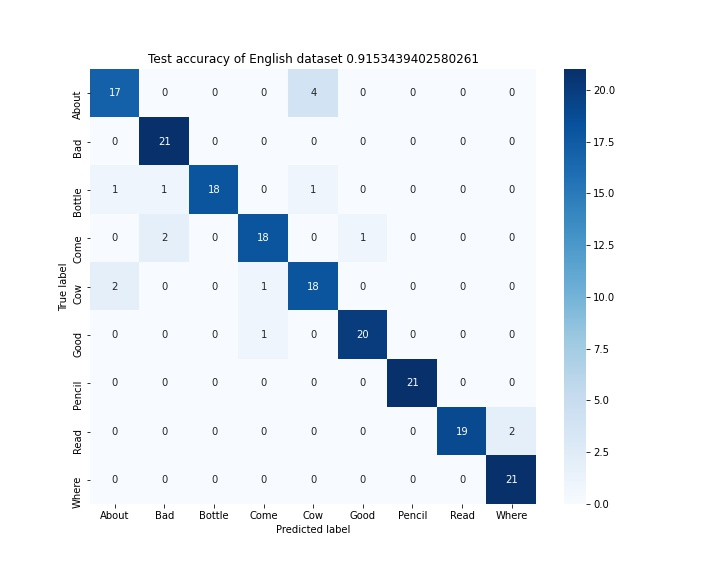 Test accuracy of English dataset 0.9153439402580261
About 17 0 0 0 4 0 0 0 0
Bad 0 21 0 0 0 0 0 0 0
Bottle 1 1 18 0 1 0 0 0 0
Come 0 2 0 18 0 1 0 0 0
Cow 2 0 0 1 18 0 0 0 0
Good 0 0 0 1 0 20 0 0 0
Pencil 0 0 0 0 0 0 21 0 0
Read 0 0 0 0 0 0 0 19 2
Where 0 0 0 0 0 0 0 0 21
True label
About Bad Bottle Come Cow Good Pencil Read Where
Predicted label
20.0
17.5
15.0
12.5
10.0
7.5
5.0
2.5
0.0